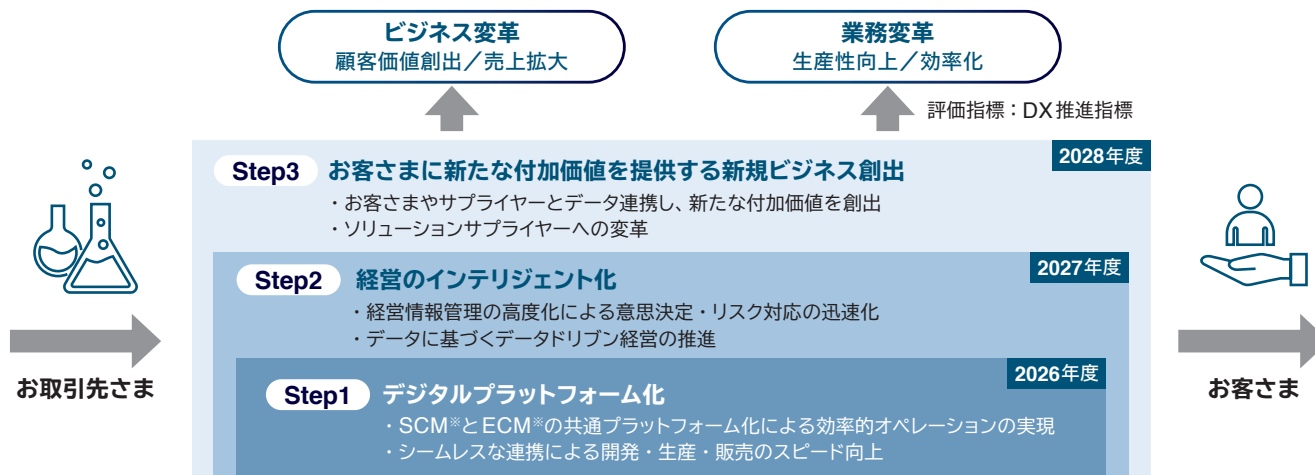 ビジネス変革
顧客価値創出／売上拡大
業務変革
生産性向上／効率化
評価指標：DX推進指標
2028年度
Step3 お客さまに新たな付加価値を提供する新規ビジネス創出
・お客さまやサプライヤーとデータ連携し、新たな付加価値を創出
・ソリューションサプライヤーへの変革
2027年度
Step2 経営のインテリジェント化
・経営情報管理の高度化による意思決定・リスク対応の迅速化
・データに基づくデータドリブン経営の推進
2026年度
Step1 デジタルプラットフォーム化
・SCM※とECM※の共通プラットフォーム化による効率的オペレーションの実現
・シームレスな連携による開発・生産・販売のスピード向上
お取引先さま
お客さま